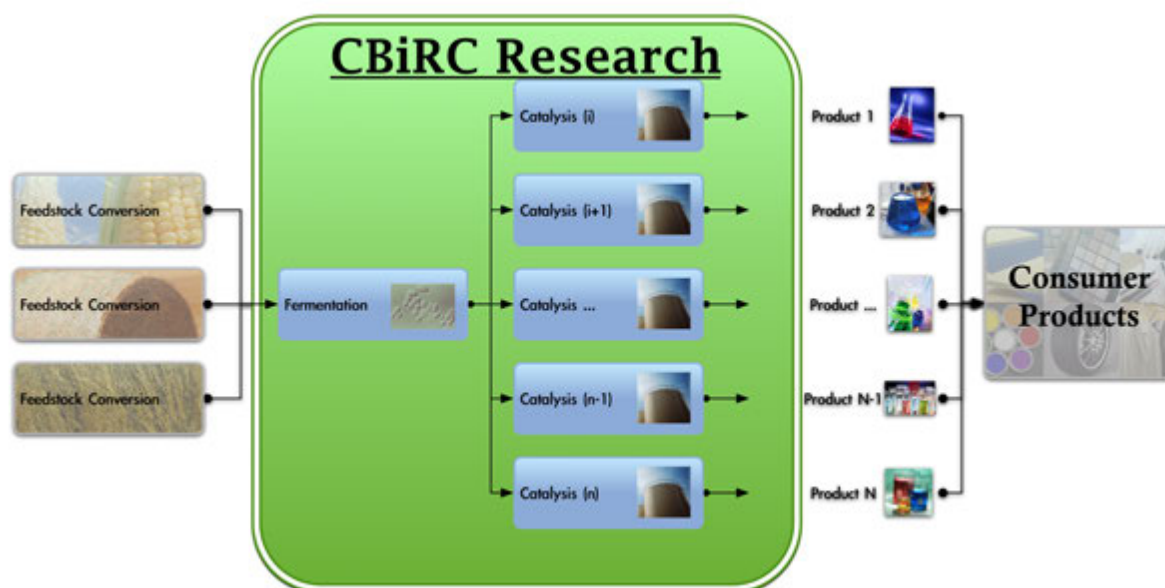 CBiRC Research
Feedstock Conversion
Feedstock Conversion
Feedstock Conversion
Fermentation
Catalysis (i)
Catalysis (i+1)
Catalysis ...
Catalysis (n-1)
Catalysis (n)
Product 1
Product 2
Product ...
Product N-1
Product N
Consumer
Products